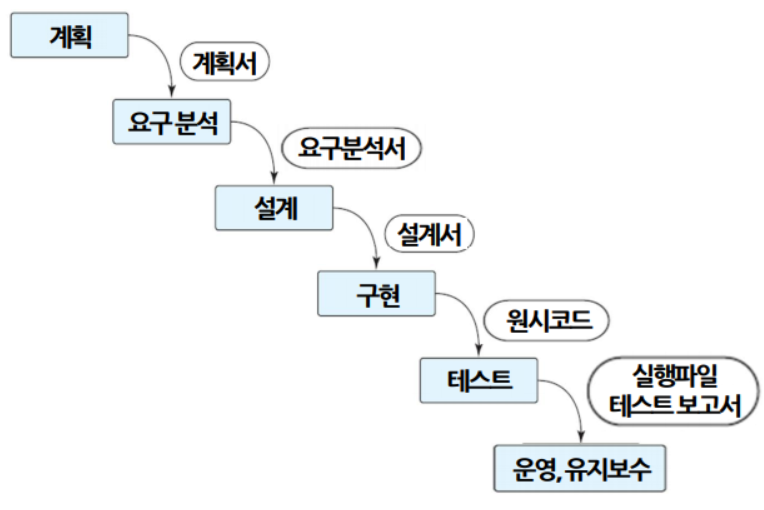 계획
계획서
요구 분석
요구분석서
설계
설계서
구현
원시코드
테스트
실행파일
테스트 보고서
운영, 유지보수